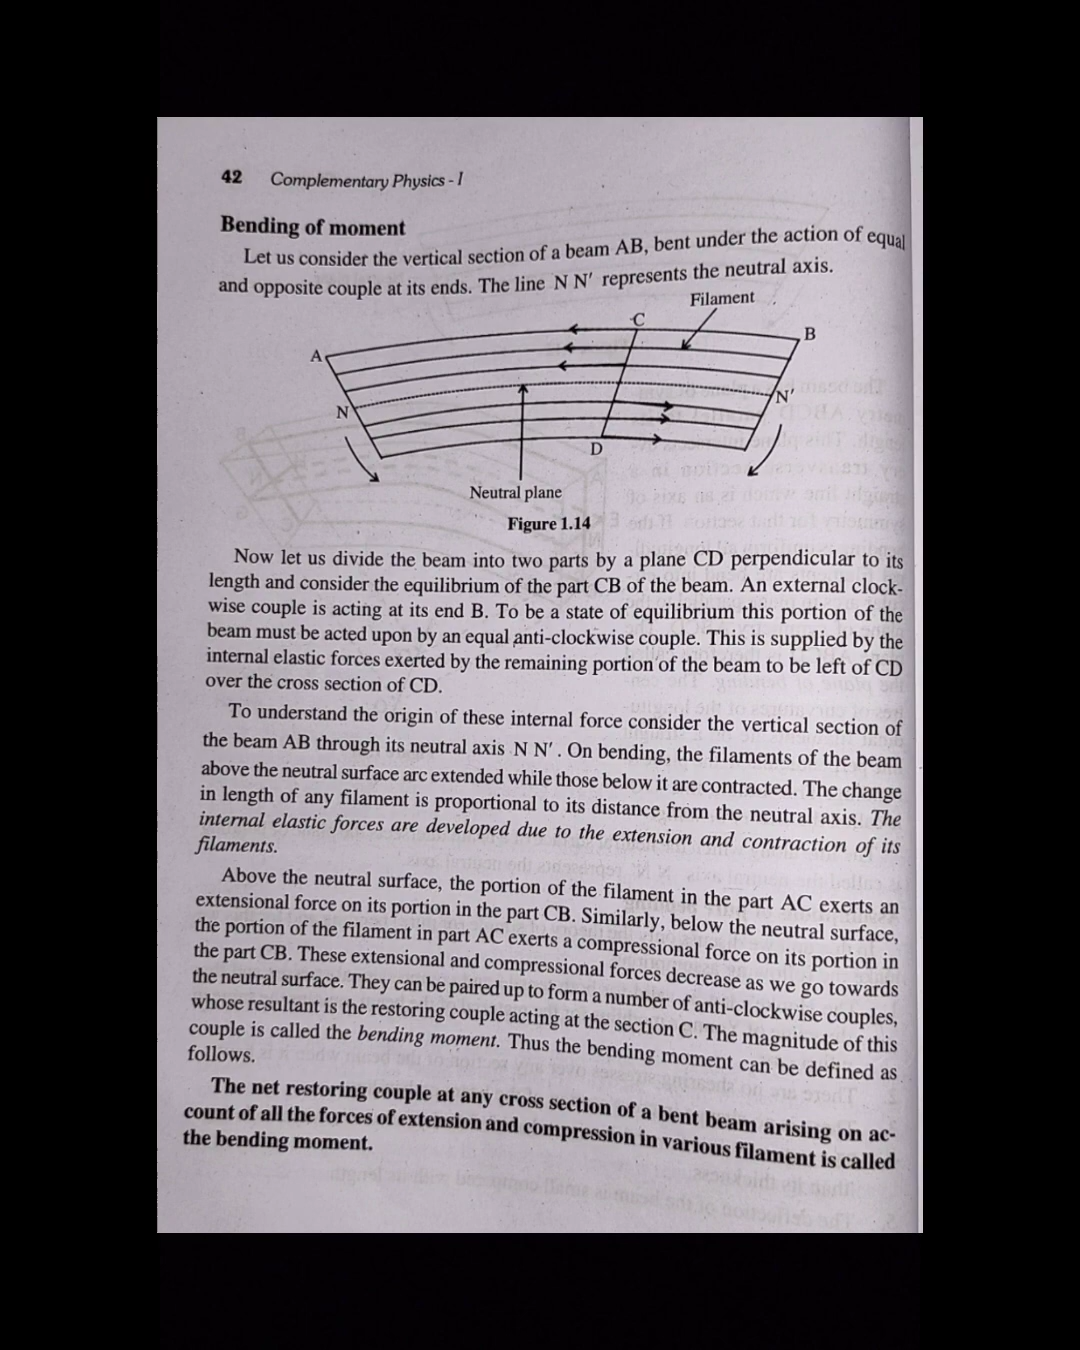 42 Complementary Physics - I
Bending of moment
Let us consider the vertical section of a beam AB, bent under the action of equal
and opposite couple at its ends. The line N N′ represents the neutral axis.
Filament
C
B
A
N′
N
D
Neutral plane
Figure 1.14
Now let us divide the beam into two parts by a plane CD perpendicular to its
length and consider the equilibrium of the part CB of the beam. An external clock-
wise couple is acting at its end B. To be a state of equilibrium this portion of the
beam must be acted upon by an equal anti-clockwise couple. This is supplied by the
internal elastic forces exerted by the remaining portion of the beam to be left of CD
over the cross section of CD.
To understand the origin of these internal force consider the vertical section of
the beam AB through its neutral axis N N′. On bending, the filaments of the beam
above the neutral surface arc extended while those below it are contracted. The change
in length of any filament is proportional to its distance from the neutral axis. The
internal elastic forces are developed due to the extension and contraction of its
filaments.
Above the neutral surface, the portion of the filament in the part AC exerts an
extensional force on its portion in the part CB. Similarly, below the neutral surface,
the portion of the filament in part AC exerts a compressional force on its portion in
the part CB. These extensional and compressional forces decrease as we go towards
the neutral surface. They can be paired up to form a number of anti-clockwise couples,
whose resultant is the restoring couple acting at the section C. The magnitude of this
couple is called the bending moment. Thus the bending moment can be defined as
follows.
The net restoring couple at any cross section of a bent beam arising on ac-
count of all the forces of extension and compression in various filament is called
the bending moment.